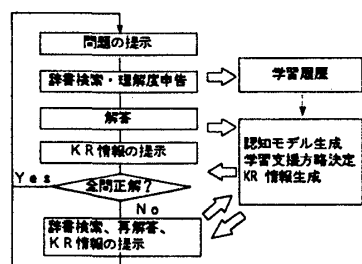 問題の提示
辞書検索・理解度申告
学習履歴
解答
KR情報の提示
認知モデル生成
学習支援方略決定
KR 情報生成
Yes
全問正解?
No
辞書検索、再解答、
KR情報の提示